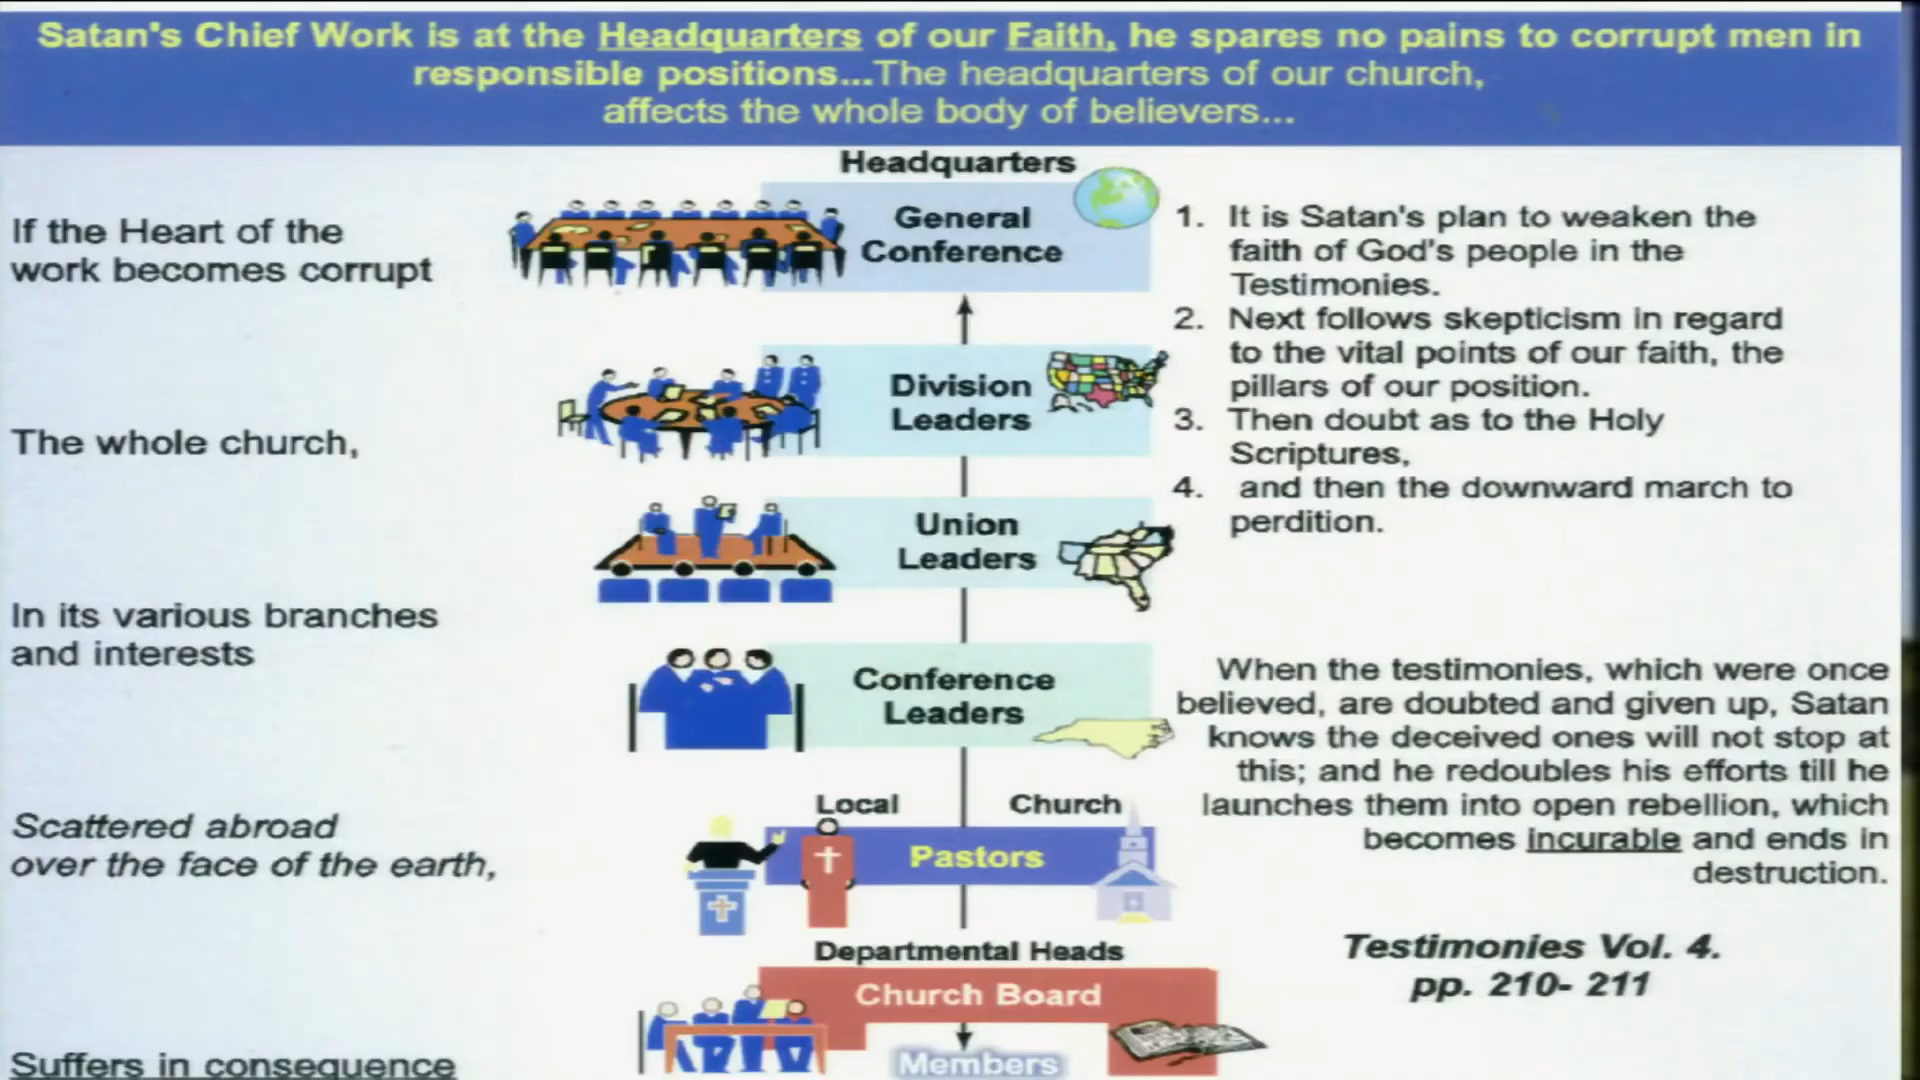 Satan's Chief Work is at the Headquarters of our Faith, he spares no pains to corrupt men in
responsible positions...The headquarters of our church,
affects the whole body of believers...
If the Heart of the
work becomes corrupt
The whole church,
In its various branches
and interests
Scattered abroad
over the face of the earth,
Suffers in consequence
Headquarters
General
Conference
Division
Leaders
Union
Leaders
Conference
Leaders
Local Church
Pastors
Departmental Heads
Church Board
Members
1. It is Satan's plan to weaken the
faith of God's people in the
Testimonies.
2. Next follows skepticism in regard
to the vital points of our faith, the
pillars of our position.
3. Then doubt as to the Holy
Scriptures,
4. and then the downward march to
perdition.
When the testimonies, which were once
believed, are doubted and given up, Satan
knows the deceived ones will not stop at
this; and he redoubles his efforts till he
launches them into open rebellion, which
becomes incurable and ends in
destruction.
Testimonies Vol. 4.
pp. 210- 211